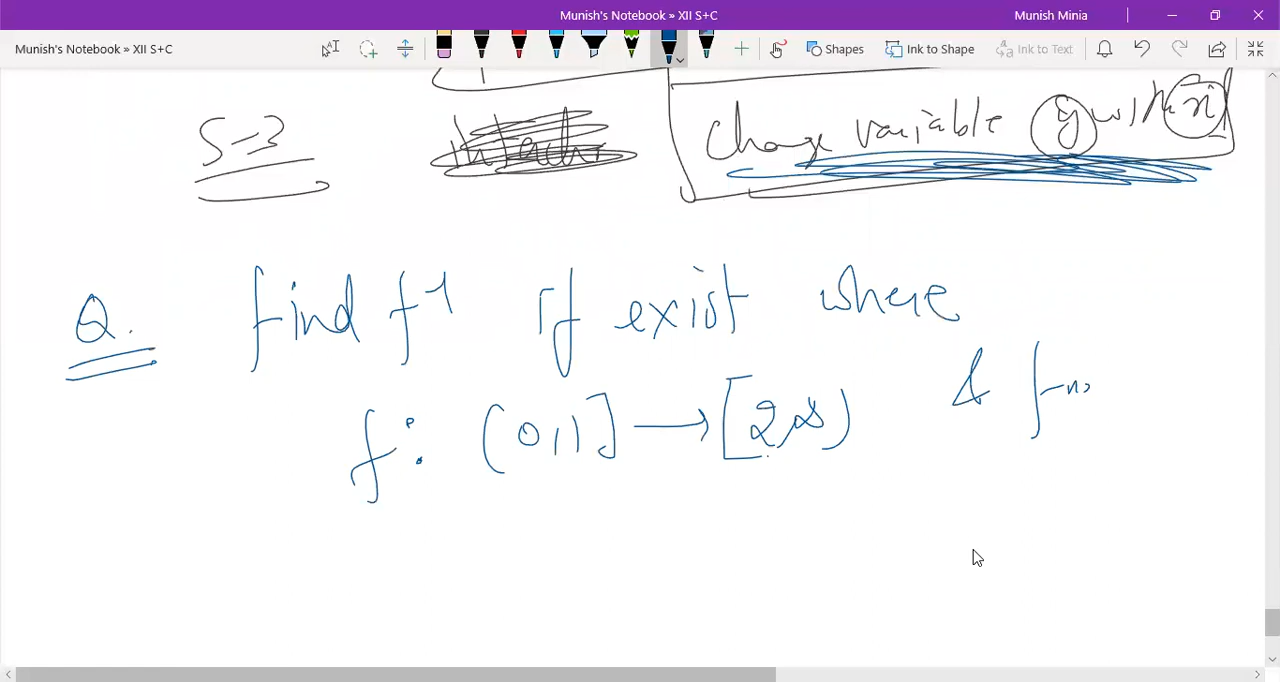 Munish's Notebook » XII S+C
Munish Minia
Munish's Notebook » XII S+C
Shapes
Ink to Shape
Ink to Text
S-3
Change variable y with x
Q. find f⁻¹ if exist where
f: (0,1] → [2,∞) & f